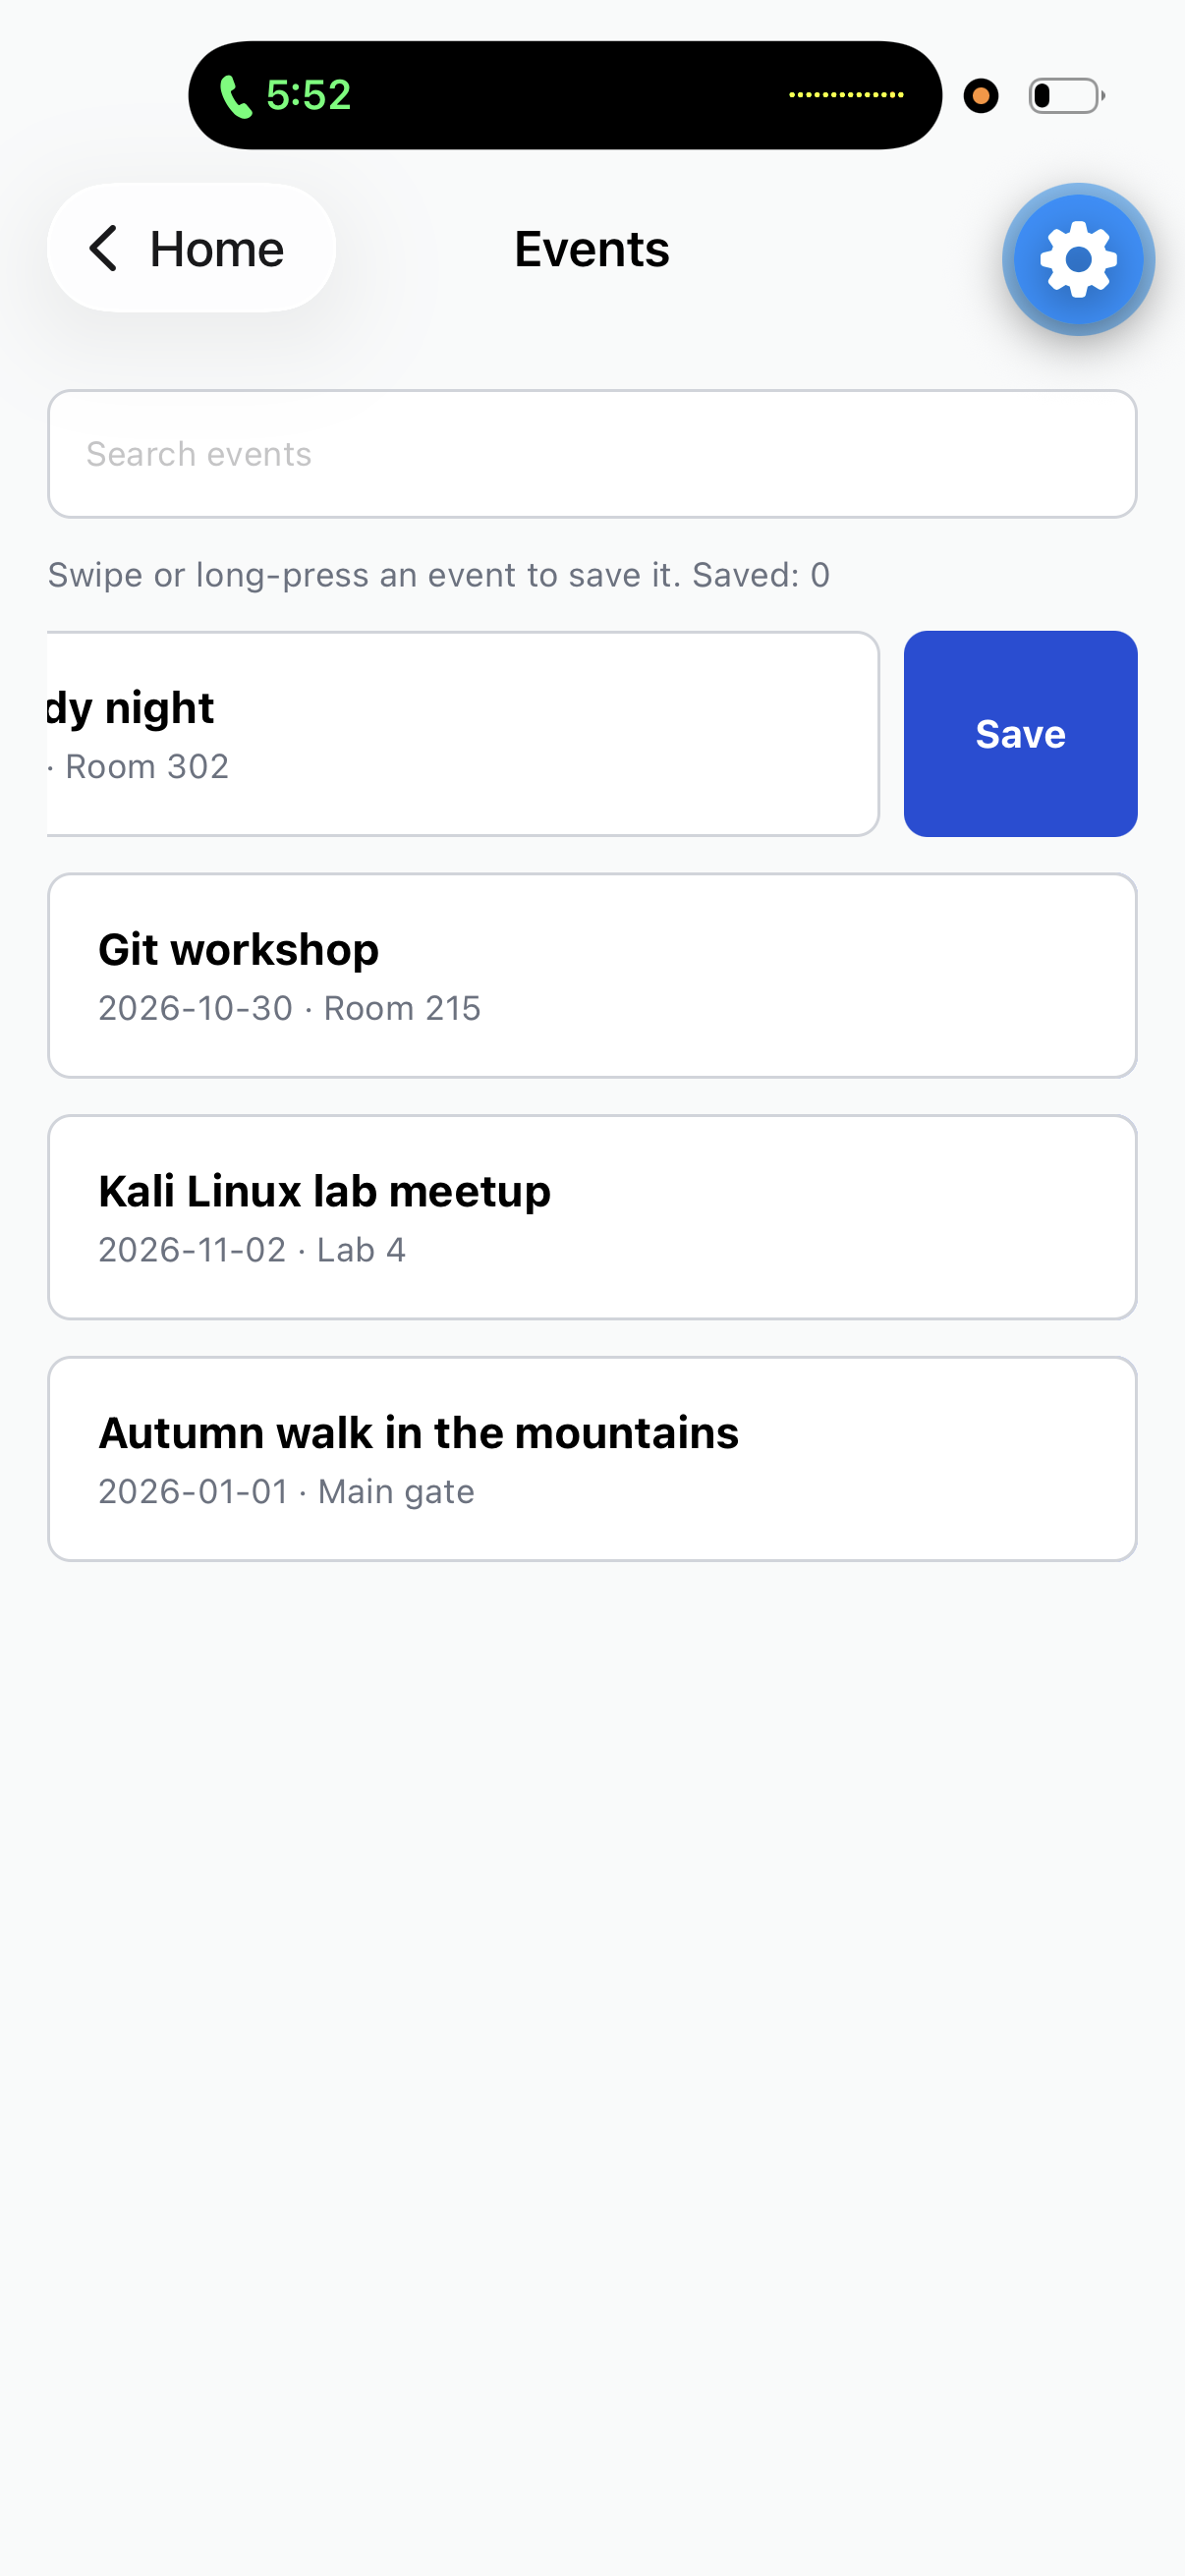 5:52
Home
Events
Search events
Swipe or long-press an event to save it. Saved: 0
dy night
· Room 302
Save
Git workshop
2026-10-30 · Room 215
Kali Linux lab meetup
2026-11-02 · Lab 4
Autumn walk in the mountains
2026-01-01 · Main gate